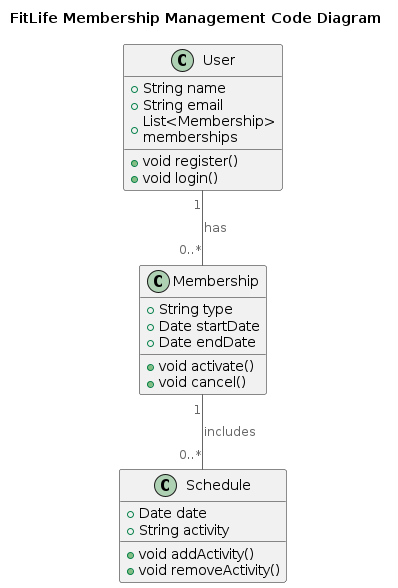 FitLife Membership Management Code Diagram
C User
String name
String email
List<Membership>
memberships
void register()
void login()
1
has
0..*
C Membership
String type
Date startDate
Date endDate
void activate()
void cancel()
1
includes
0..*
C Schedule
Date date
String activity
void addActivity()
void removeActivity()